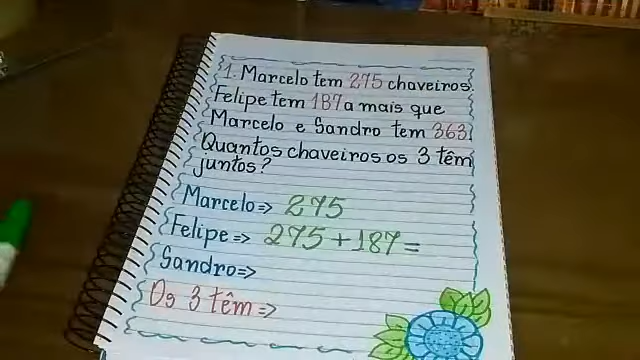 1. Marcelo tem 275 chaveiros.
Felipe tem 187 a mais que
Marcelo e Sandro tem 363.
Quantos chaveiros os 3 têm
juntos?
Marcelo => 275
Felipe => 275 + 187 =
Sandro =>
Os 3 têm =>